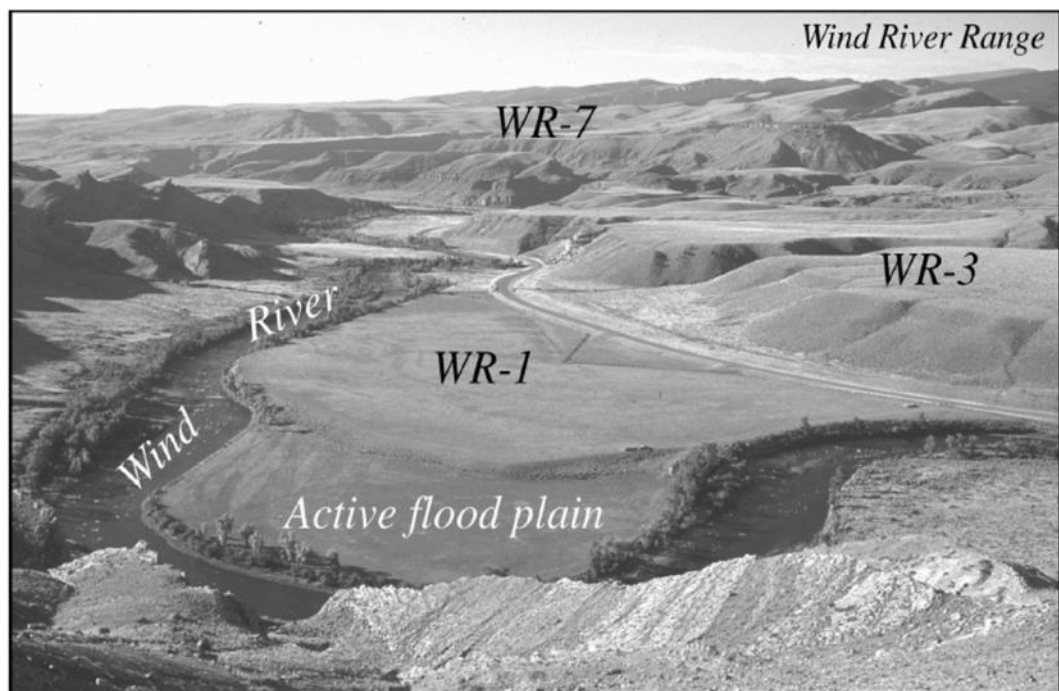 Wind River Range
WR-7
WR-3
River
WR-1
Wind
Active flood plain